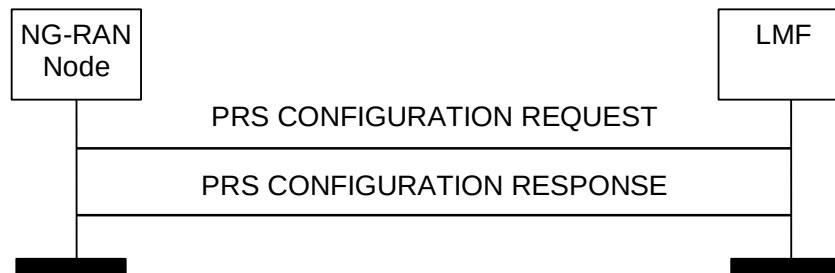 NG-RAN
Node
LMF
PRS CONFIGURATION REQUEST
PRS CONFIGURATION RESPONSE